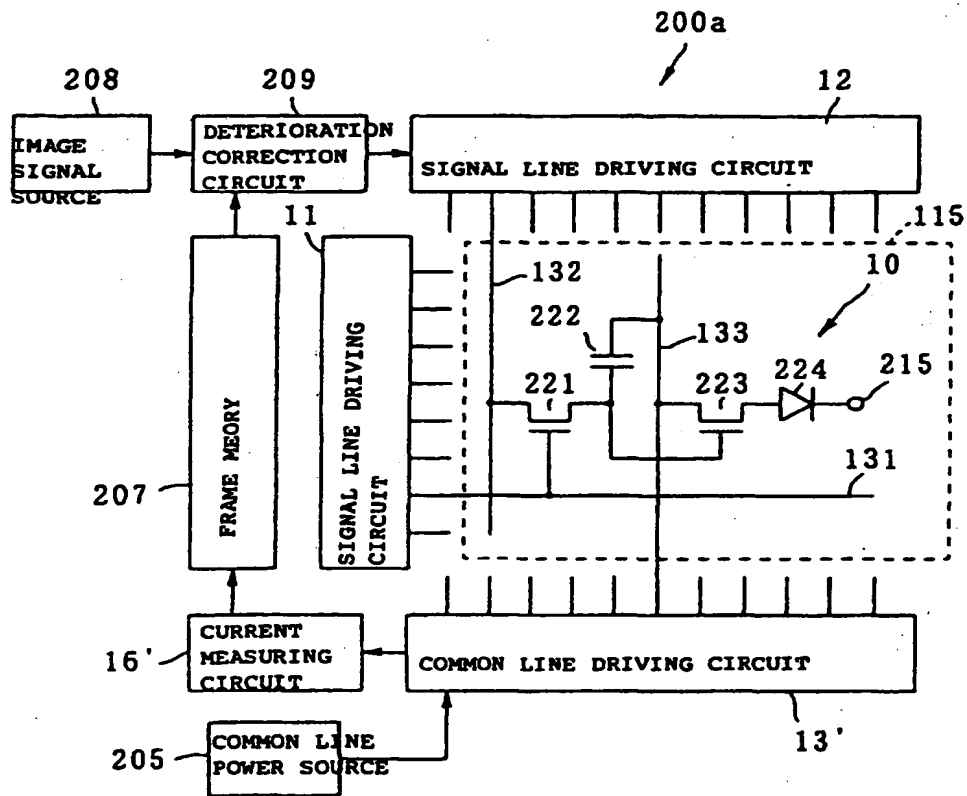 200a
208
209
12
IMAGE
SIGNAL
SOURCE
DETERIORATION
CORRECTION
CIRCUIT
SIGNAL LINE DRIVING CIRCUIT
11
115
132
10
222
133
221
223
224
215
131
FRAME MEORY
SIGNAL LINE DRIVING
CIRCUIT
207
16'
CURRENT
MEASURING
CIRCUIT
COMMON LINE DRIVING CIRCUIT
205
COMMON LINE
POWER SOURCE
13'